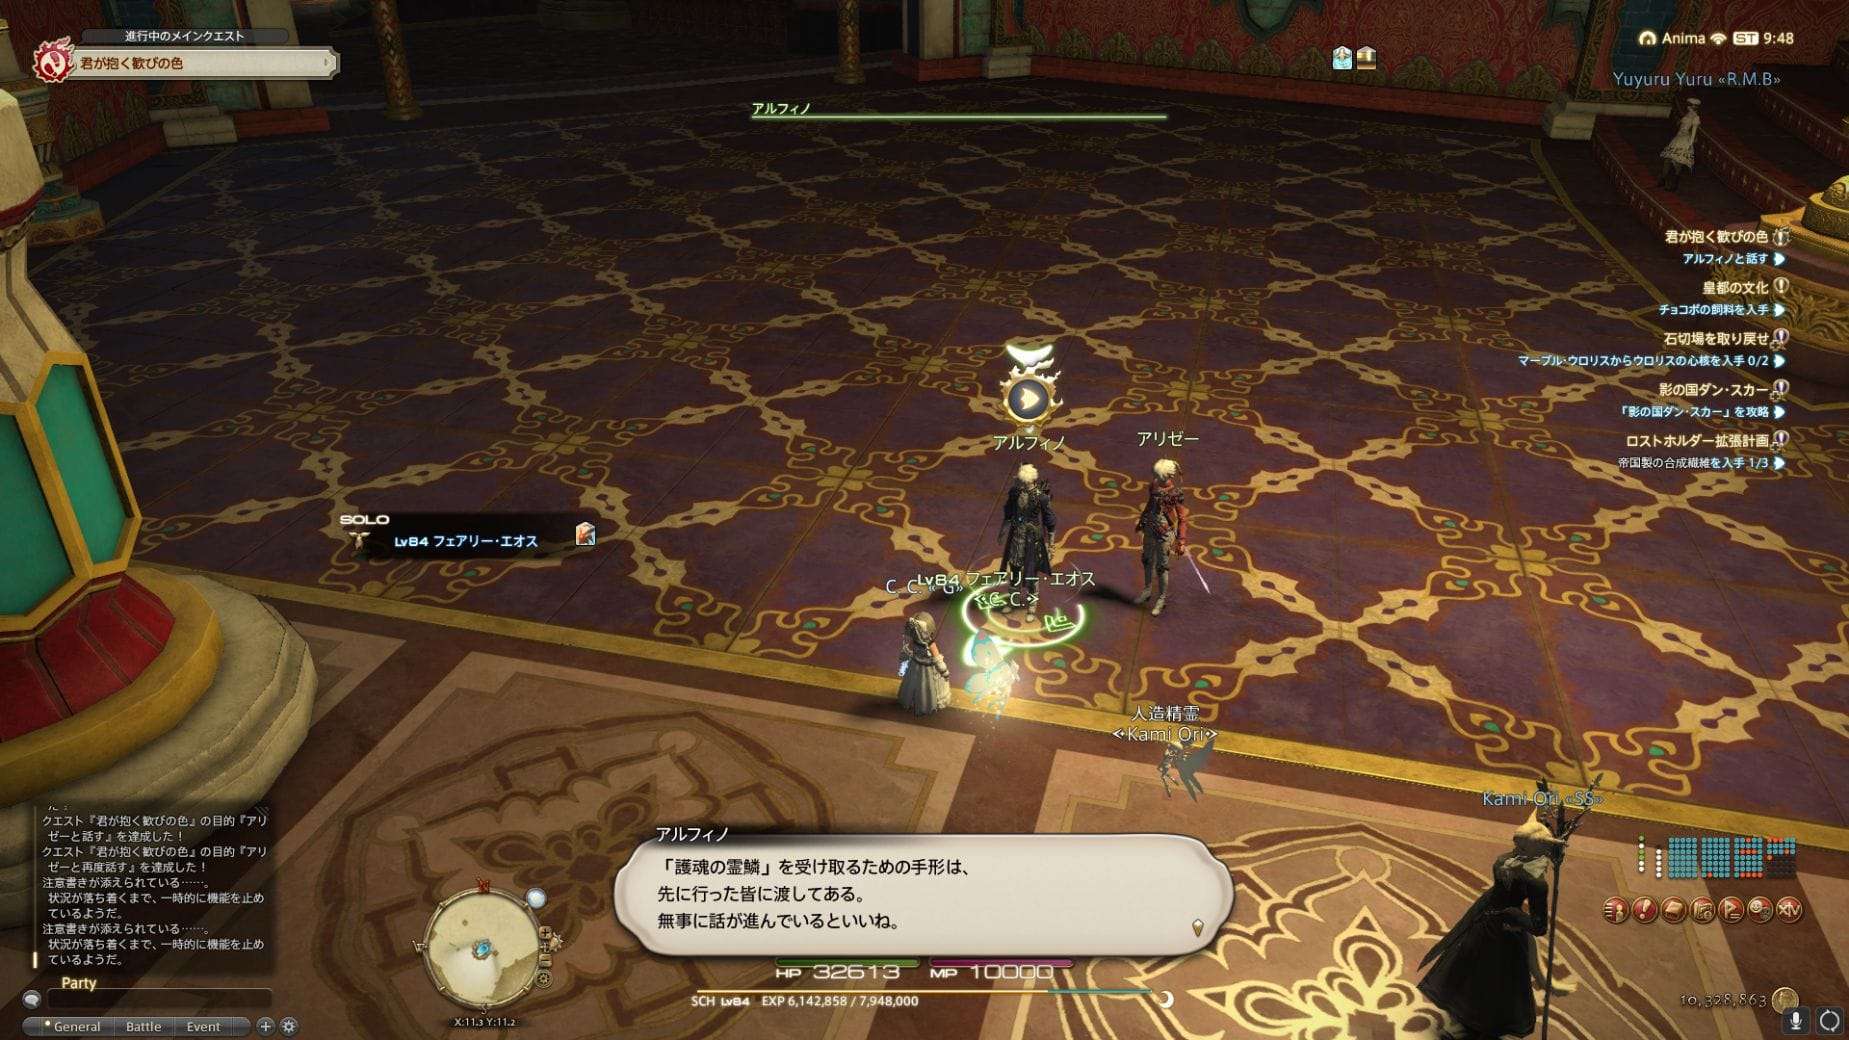 進行中のメインクエスト
君が抱く歓びの色
Anima ST 9:48
Yuyuru Yuru «R.M.B»
アルフィノ
君が抱く歓びの色
アルフィノと話す
皇都の文化
チョコボの飼料を入手
石切場を取り戻せ
マーブル・ウロリスからウロリスの心核を入手 0/2
影の国ダン・スカー
「影の国ダン・スカー」を攻略
ロストホルダー拡張計画
帝国製の合成繊維を入手 1/3
アルフィノ
アリゼー
SOLO
Lv84 フェアリー・エオス
Lv84 フェアリー・エオス
C. C. «G»
人造精霊
Kami Ori
Kami Ori «SS»
クエスト『君が抱く歓びの色』の目的『アリ
ゼーと話す』を達成した！
クエスト『君が抱く歓びの色』の目的『アリ
ゼーと再度話す』を達成した！
注意書きが添えられている……。
状況が落ち着くまで、一時的に機能を止め
ているようだ。
注意書きが添えられている……。
状況が落ち着くまで、一時的に機能を止め
ているようだ。
Party
General Battle Event
X:11.3 Y:11.2
アルフィノ
「護魂の霊鱗」を受け取るための手形は、
先に行った皆に渡してある。
無事に話が進んでいるといいね。
HP 32613 MP 10000
SCH Lv84 EXP 6,142,858 / 7,948,000
XIV
10,328,863